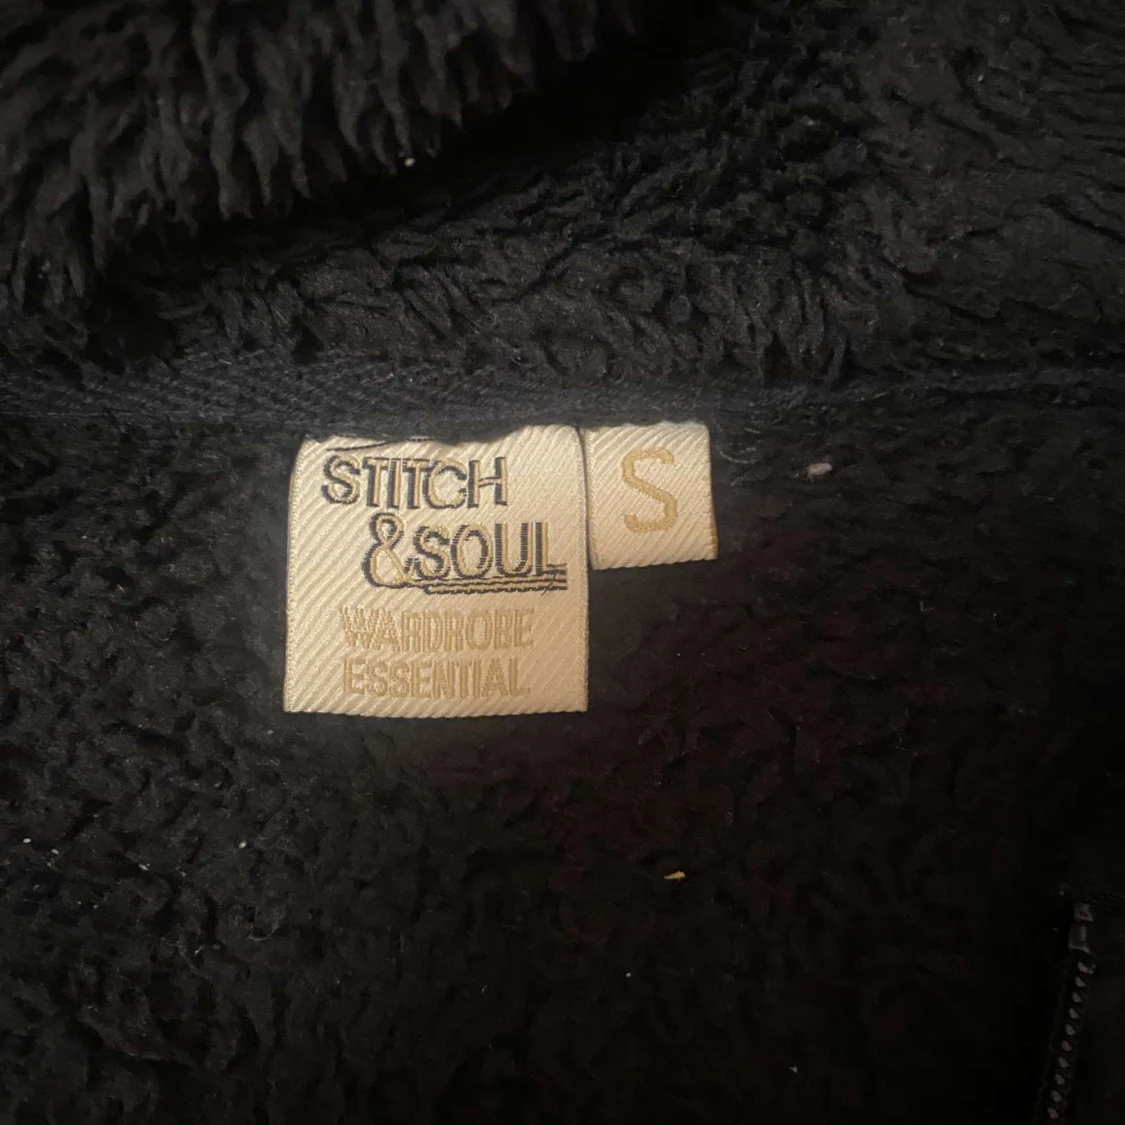 STITCH
&SOUL
WARDROBE
ESSENTIAL
S